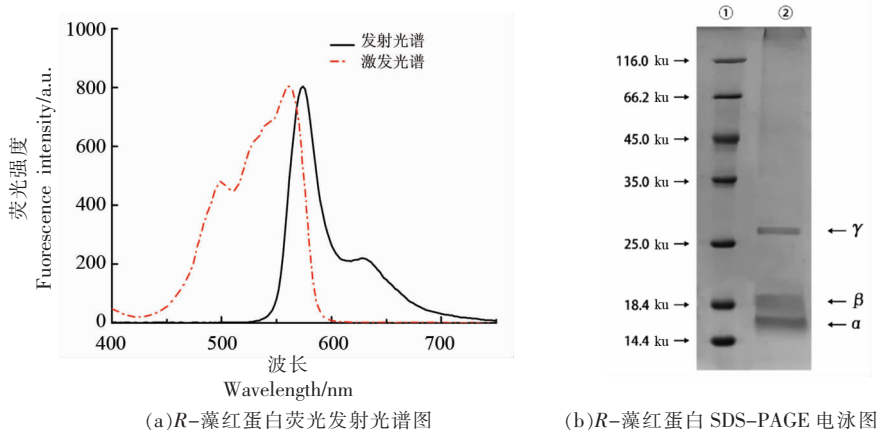 1000
800
600
400
200
0
400
500
600
700
发射光谱
激发光谱
荧光强度
Fuorescence intensity/a.u.
波长
Wavelength/nm
(a)R-藻红蛋白荧光发射光谱图
① ②
116.0 ku
66.2 ku
45.0 ku
35.0 ku
25.0 ku
18.4 ku
14.4 ku
γ
β
α
(b)R-藻红蛋白 SDS-PAGE 电泳图